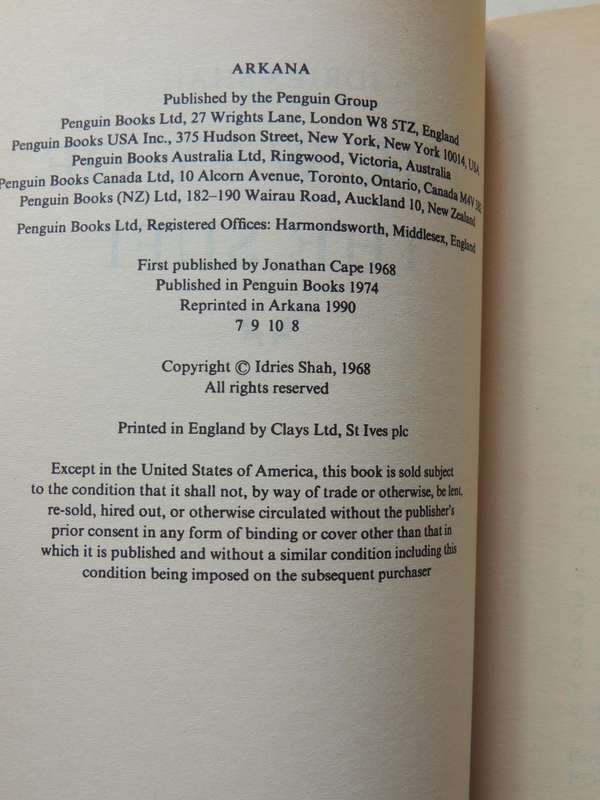 ARKANA
Published by the Penguin Group
Penguin Books Ltd, 27 Wrights Lane, London W8 5TZ, England
Penguin Books USA Inc., 375 Hudson Street, New York, New York 10014, USA
Penguin Books Australia Ltd, Ringwood, Victoria, Australia
Penguin Books Canada Ltd, 10 Alcorn Avenue, Toronto, Ontario, Canada M4V
Penguin Books (NZ) Ltd, 182–190 Wairau Road, Auckland 10, New Zealand
Penguin Books Ltd, Registered Offices: Harmondsworth, Middlesex, England
First published by Jonathan Cape 1968
Published in Penguin Books 1974
Reprinted in Arkana 1990
7 9 10 8
Copyright © Idries Shah, 1968
All rights reserved
Printed in England by Clays Ltd, St Ives plc
Except in the United States of America, this book is sold subject
to the condition that it shall not, by way of trade or otherwise, be lent,
re-sold, hired out, or otherwise circulated without the publisher's
prior consent in any form of binding or cover other than that in
which it is published and without a similar condition including this
condition being imposed on the subsequent purchaser